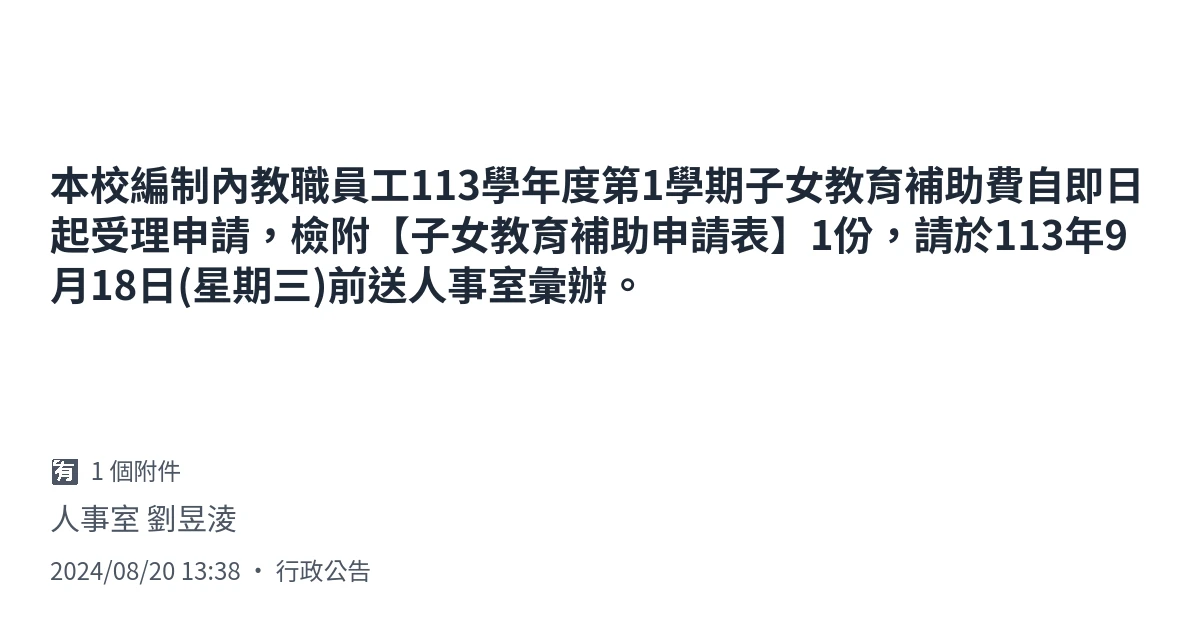 本校編制內教職員工113學年度第1學期子女教育補助費自即日
起受理申請，檢附【子女教育補助申請表】1份，請於113年9
月18日(星期三)前送人事室彙辦。
有 1 個附件
人事室 劉昱淩
2024/08/20 13:38 • 行政公告